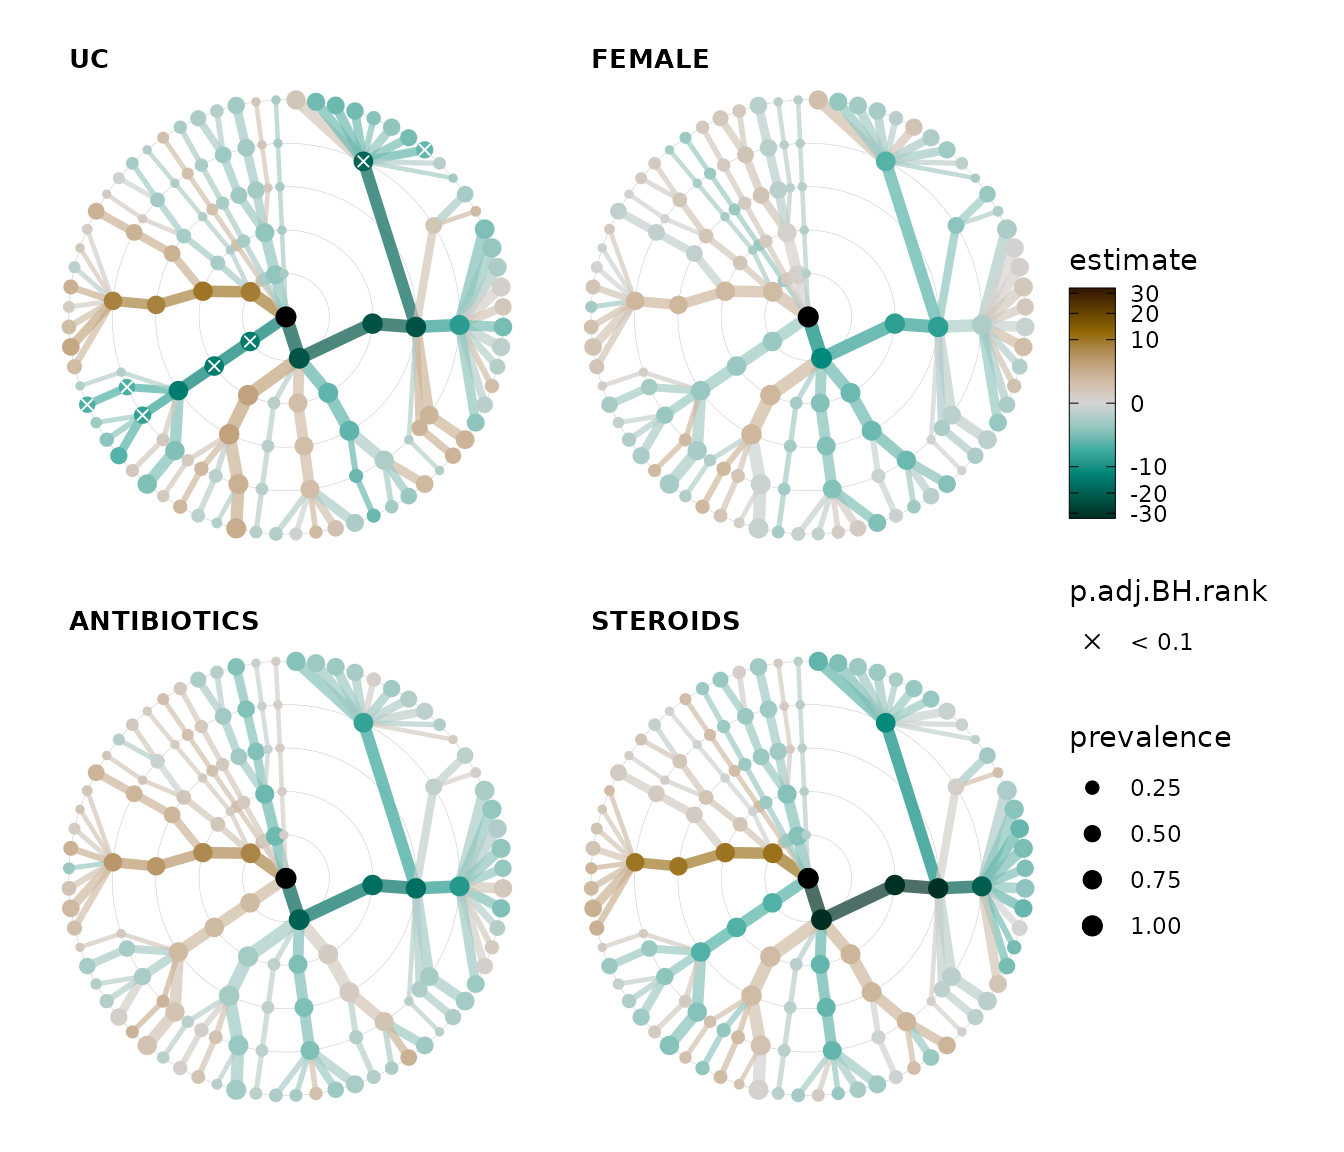 UC
FEMALE
ANTIBIOTICS
STEROIDS
estimate
30
20
10
0
-10
-20
-30
p.adj.BH.rank
< 0.1
prevalence
0.25
0.50
0.75
1.00